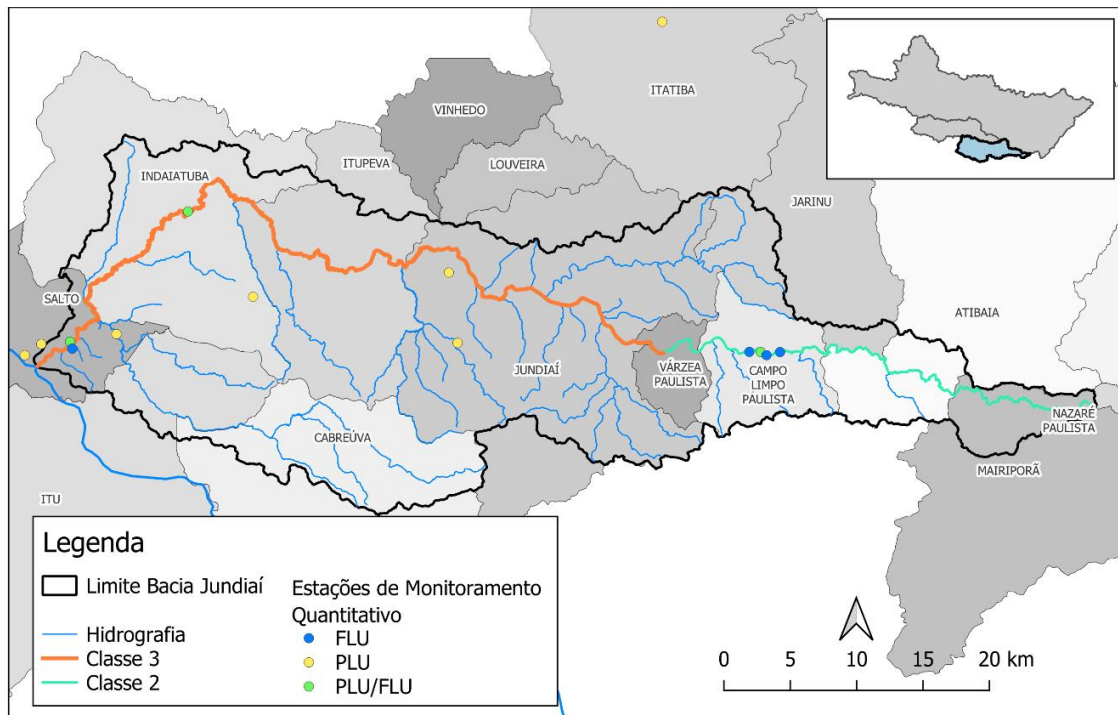 ITATIBA
VINHEDO
ITUPEVA
LOUVEIRA
INDAIATUBA
JARINU
SALTO
ATIBAIA
JUNDIAÍ
VÁRZEA
PAULISTA
CAMPO
LIMPO
PAULISTA
NAZARÉ
PAULISTA
CABREÚVA
MAIRIPORÃ
ITU
Legenda
Limite Bacia Jundiaí
Hidrografia
Classe 3
Classe 2
Estações de Monitoramento
Quantitativo
FLU
PLU
PLU/FLU
0 5 10 15 20 km